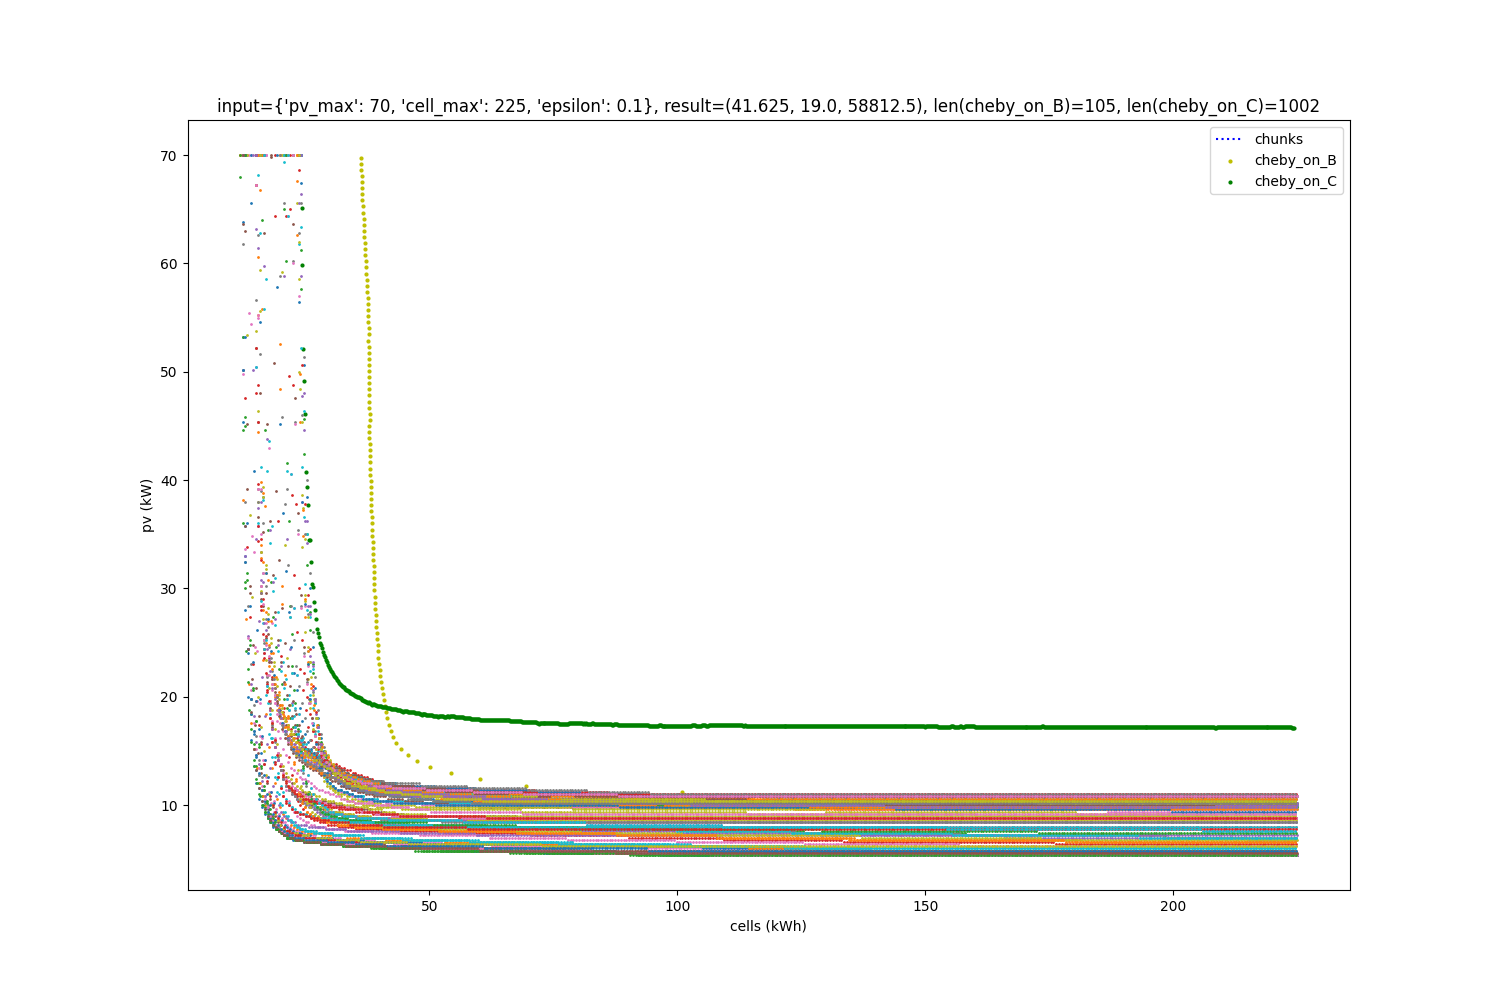 input={'pv_max': 70, 'cell_max': 225, 'epsilon': 0.1}, result=(41.625, 19.0, 58812.5), len(cheby_on_B)=105, len(cheby_on_C)=1002
chunks
cheby_on_B
cheby_on_C
70
60
50
40
30
20
10
pv (kW)
50 100 150 200
cells (kWh)